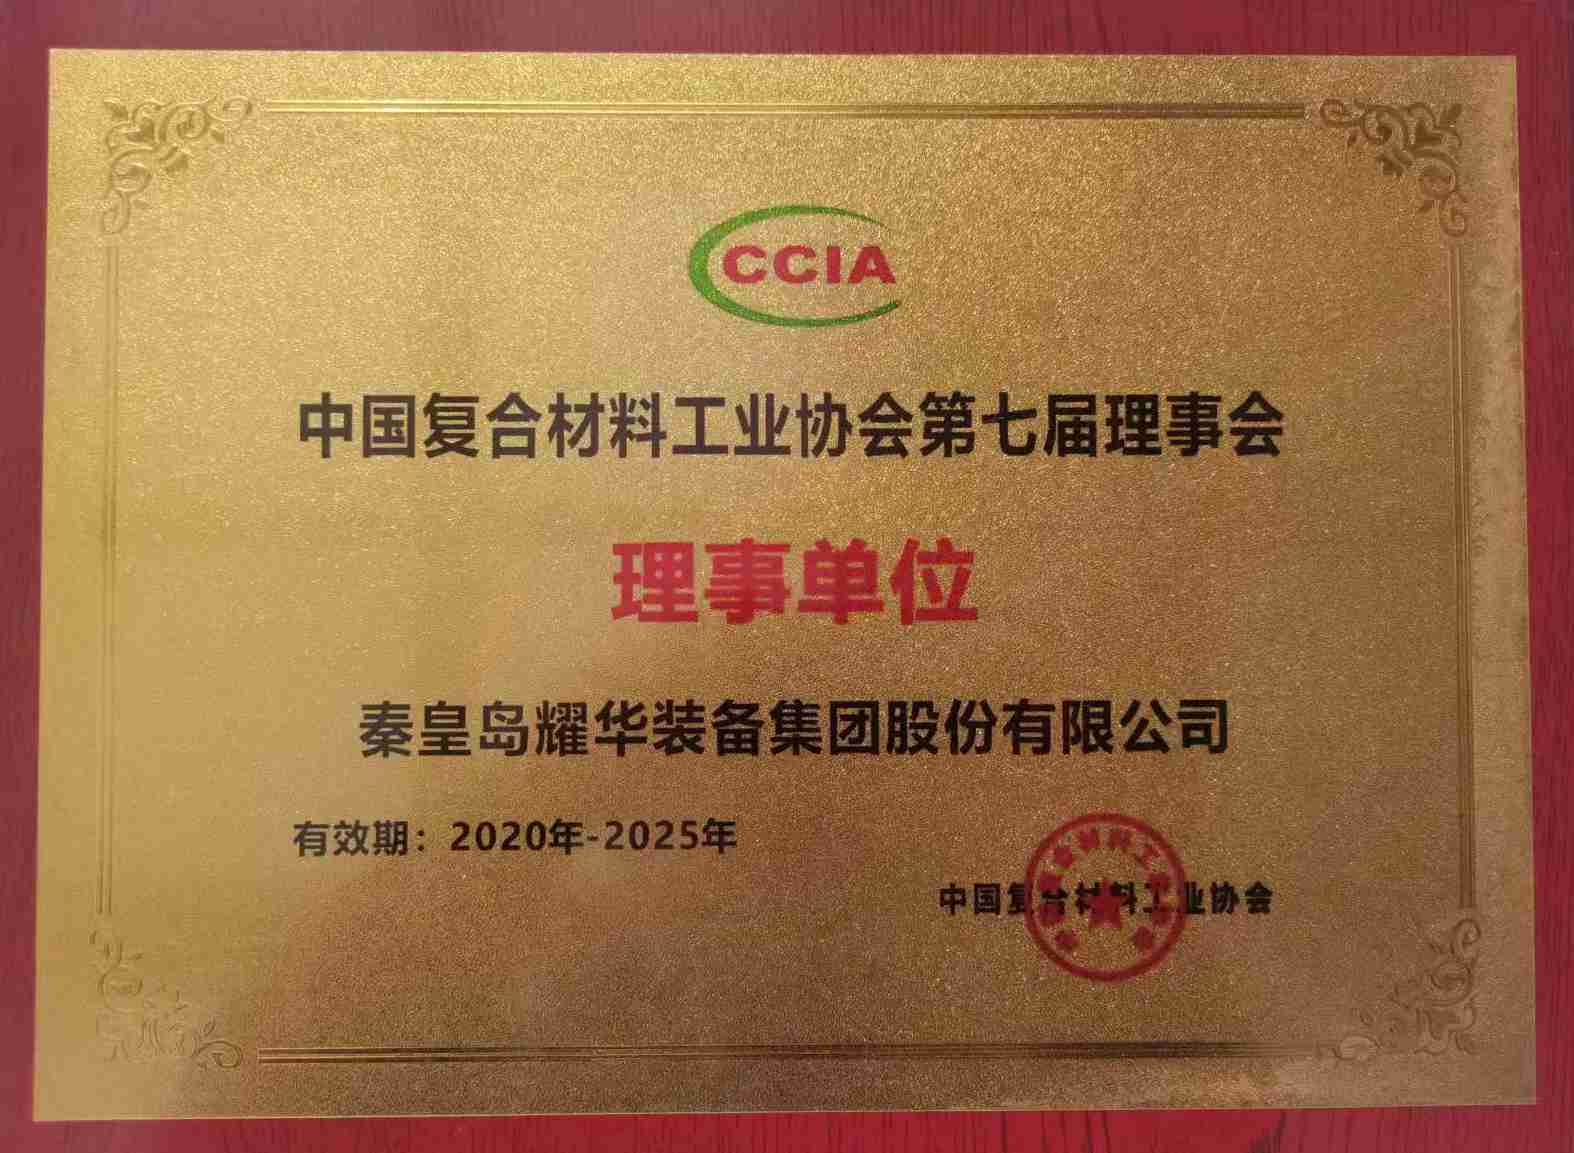 CCIA
中国复合材料工业协会第七届理事会
理事单位
秦皇岛耀华装备集团股份有限公司
有效期：2020年-2025年
中国复合材料工业协会